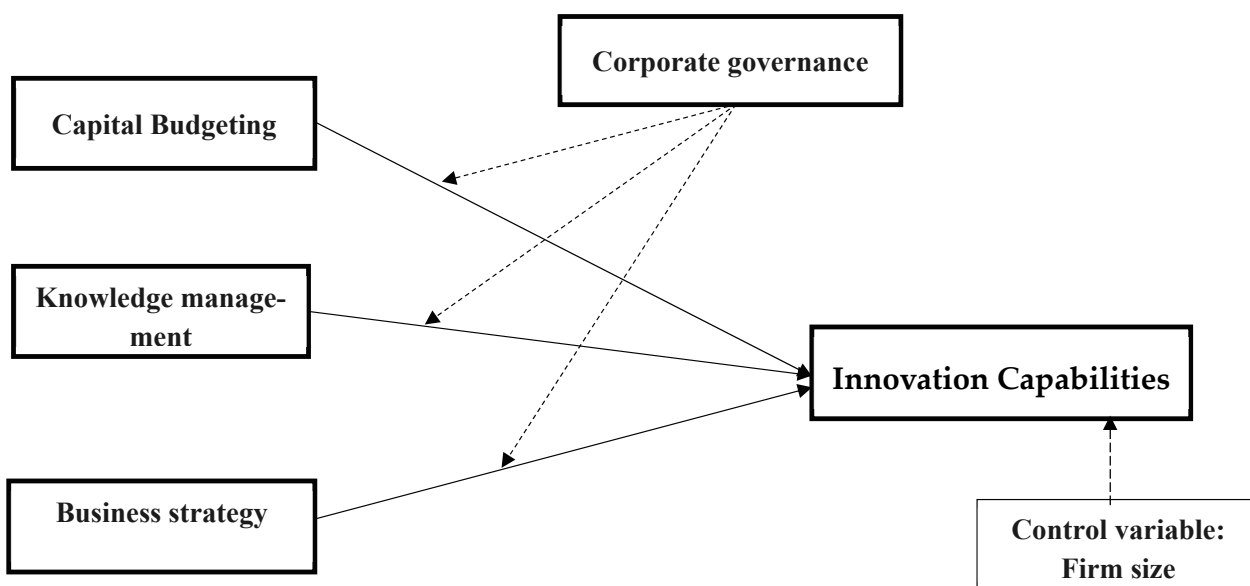 Corporate governance
Capital Budgeting
Knowledge manage-
ment
Innovation Capabilities
Business strategy
Control variable:
Firm size